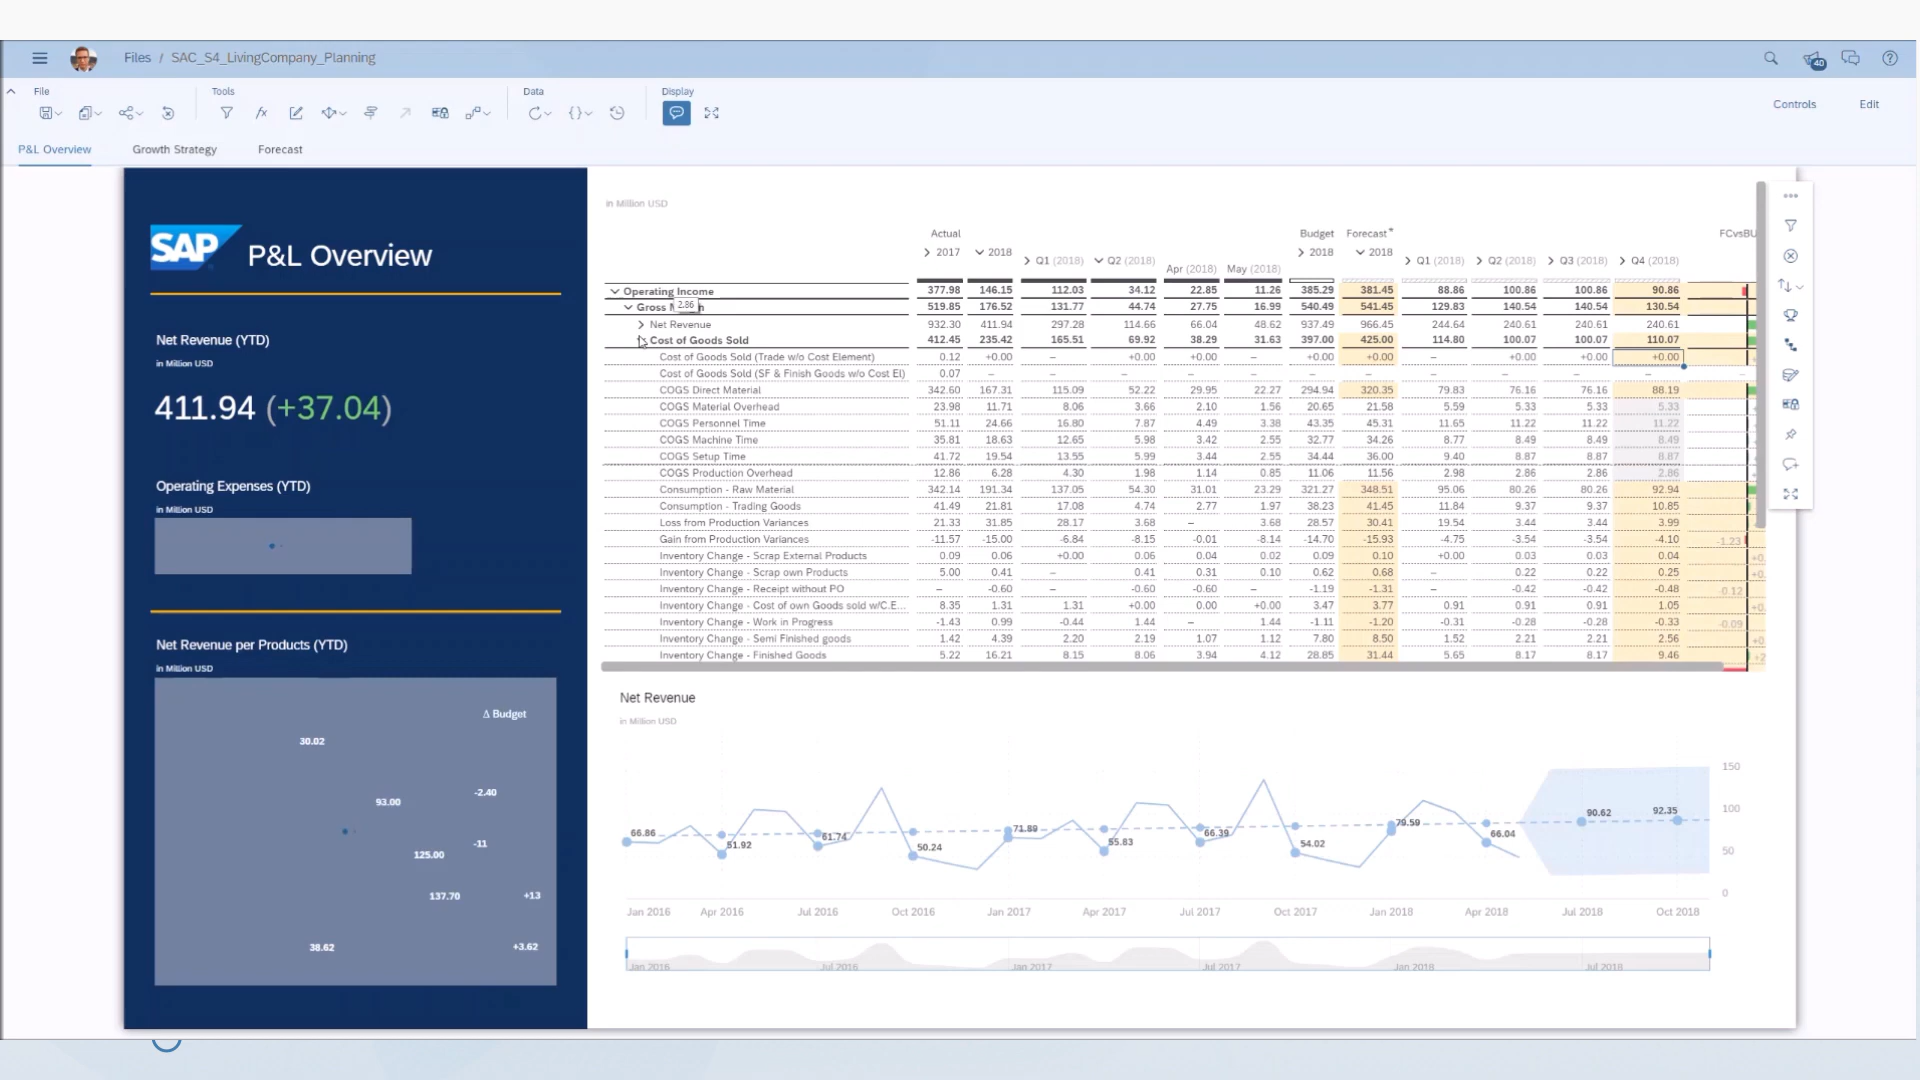 Files / SAC_S4_LivingCompany_Planning
40
File Tools Data Display
Controls Edit
P&L Overview Growth Strategy Forecast
SAP P&L Overview
Net Revenue (YTD)
in Million USD
411.94 (+37.04)
Operating Expenses (YTD)
in Million USD
Net Revenue per Products (YTD)
in Million USD
Δ Budget
30.02
93.00 -2.40
125.00 -11
137.70 +13
38.62 +3.62
in Million USD
Actual Budget Forecast* FCvsBU
2017 2018 Q1 (2018) Q2 (2018) Apr (2018) May (2018) 2018 2018 Q1 (2018) Q2 (2018) Q3 (2018) Q4 (2018)
Operating Income 377.98 146.15 112.03 34.12 22.85 11.26 385.29 381.45 88.86 100.86 100.86 90.86
2.86
Gross 519.85 176.52 131.77 44.74 27.75 16.99 540.49 541.45 129.83 140.54 140.54 130.54
Net Revenue 932.30 411.94 297.28 114.66 66.04 48.62 937.49 966.45 244.64 240.61 240.61 240.61
Cost of Goods Sold 412.45 235.42 165.51 69.92 38.29 31.63 397.00 425.00 114.80 100.07 100.07 110.07
Cost of Goods Sold (Trade w/o Cost Element) 0.12 +0.00 – +0.00 +0.00 – +0.00 +0.00 – +0.00 +0.00 +0.00
Cost of Goods Sold (SF & Finish Goods w/o Cost El) 0.07 – – – – – – – – – – –
COGS Direct Material 342.60 167.31 115.09 52.22 29.95 22.27 294.94 320.35 79.83 76.16 76.16 88.19
COGS Material Overhead 23.98 11.71 8.06 3.66 2.10 1.56 20.65 21.58 5.59 5.33 5.33 5.33
COGS Personnel Time 51.11 24.66 16.80 7.87 4.49 3.38 43.35 45.31 11.65 11.22 11.22 11.22
COGS Machine Time 35.81 18.63 12.65 5.98 3.42 2.55 32.77 34.26 8.77 8.49 8.49 8.49
COGS Setup Time 41.72 19.54 13.55 5.99 3.44 2.55 34.44 36.00 9.40 8.87 8.87 8.87
COGS Production Overhead 12.86 6.28 4.30 1.98 1.14 0.85 11.06 11.56 2.98 2.86 2.86 2.86
Consumption - Raw Material 342.14 191.34 137.05 54.30 31.01 23.29 321.27 348.51 95.06 80.26 80.26 92.94
Consumption - Trading Goods 41.49 21.81 17.08 4.74 2.77 1.97 38.23 41.45 11.84 9.37 9.37 10.85
Loss from Production Variances 21.33 31.85 28.17 3.68 – 3.68 28.57 30.41 19.54 3.44 3.44 3.99
Gain from Production Variances -11.57 -15.00 -6.84 -8.15 -0.01 -8.14 -14.70 -15.93 -4.75 -3.54 -3.54 -4.10 -1.23
Inventory Change - Scrap External Products 0.09 0.06 +0.00 0.06 0.04 0.02 0.09 0.10 +0.00 0.03 0.03 0.04 +0
Inventory Change - Scrap own Products 5.00 0.41 – 0.41 0.31 0.10 0.62 0.68 – 0.22 0.22 0.25 +0.
Inventory Change - Receipt without PO – -0.60 – -0.60 -0.60 – -1.19 -1.31 – -0.42 -0.42 -0.48 -0.12
Inventory Change - Cost of own Goods sold w/C.E... 8.35 1.31 1.31 +0.00 0.00 +0.00 3.47 3.77 0.91 0.91 0.91 1.05 +0.
Inventory Change - Work in Progress -1.43 0.99 -0.44 1.44 – 1.44 -1.11 -1.20 -0.31 -0.28 -0.28 -0.33 -0.09
Inventory Change - Semi Finished goods 1.42 4.39 2.20 2.19 1.07 1.12 7.80 8.50 1.52 2.21 2.21 2.56 +0
Inventory Change - Finished Goods 5.22 16.21 8.15 8.06 3.94 4.12 28.85 31.44 5.65 8.17 8.17 9.46 +2
Net Revenue
in Million USD
150
100
50
0
66.86 51.92 61.74 50.24 71.89 55.83 66.39 54.02 79.59 66.04 90.62 92.35
Jan 2016 Apr 2016 Jul 2016 Oct 2016 Jan 2017 Apr 2017 Jul 2017 Oct 2017 Jan 2018 Apr 2018 Jul 2018 Oct 2018
Jan 2016 Jul 2016 Jan 2017 Jul 2017 Jan 2018 Jul 2018